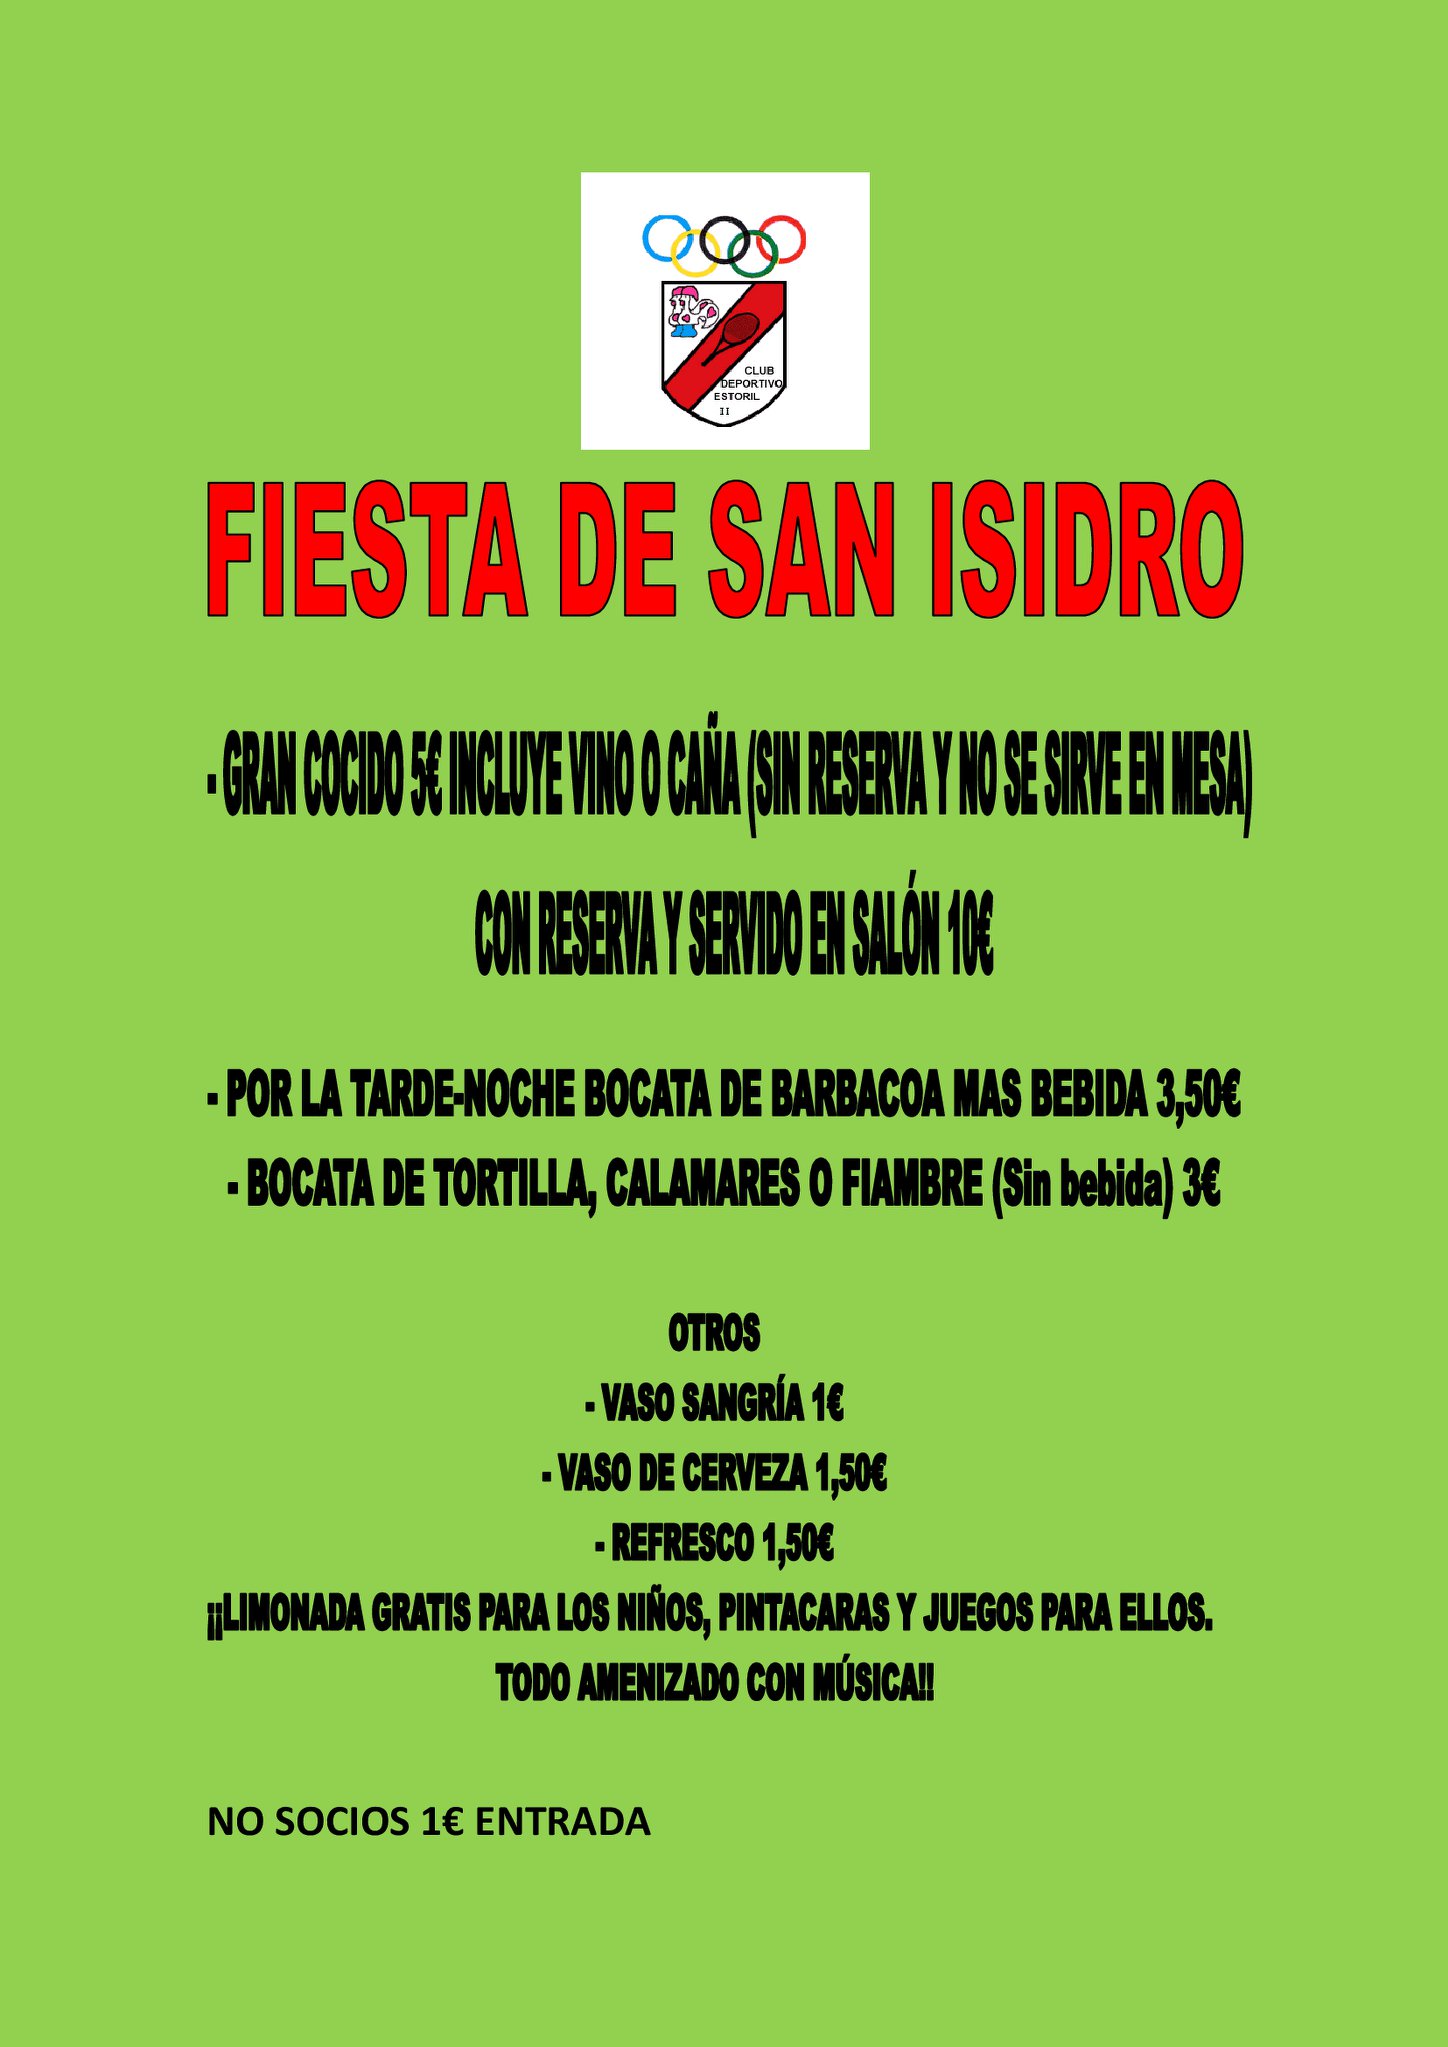 CLUB
DEPORTIVO
ESTORIL
II
FIESTA DE SAN ISIDRO
- GRAN COCIDO 5€ INCLUYE VINO O CAÑA (SIN RESERVA Y NO SE SIRVE EN MESA)
CON RESERVA Y SERVIDO EN SALÓN 10€
- POR LA TARDE-NOCHE BOCATA DE BARBACOA MAS BEBIDA 3,50€
- BOCATA DE TORTILLA, CALAMARES O FIAMBRE (Sin bebida) 3€
OTROS
- VASO SANGRÍA 1€
- VASO DE CERVEZA 1,50€
- REFRESCO 1,50€
¡¡LIMONADA GRATIS PARA LOS NIÑOS, PINTACARAS Y JUEGOS PARA ELLOS.
TODO AMENIZADO CON MÚSICA!!
NO SOCIOS 1€ ENTRADA